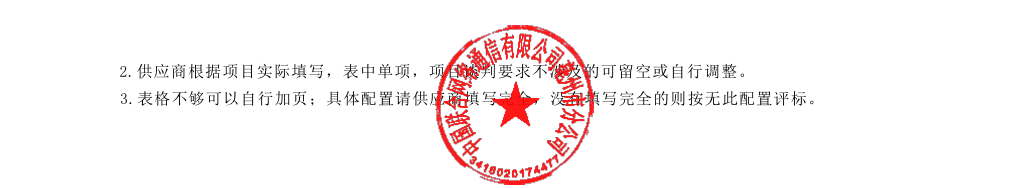 2.供应商根据项目实际填写，表中单项，项目谈判要求不涉及的可留空或自行调整。
3.表格不够可以自行加页；具体配置请供应商填写完全，没有填写完全的则按无此配置评标。
中国联合网络通信有限公司亳州市分公司
3416020174477